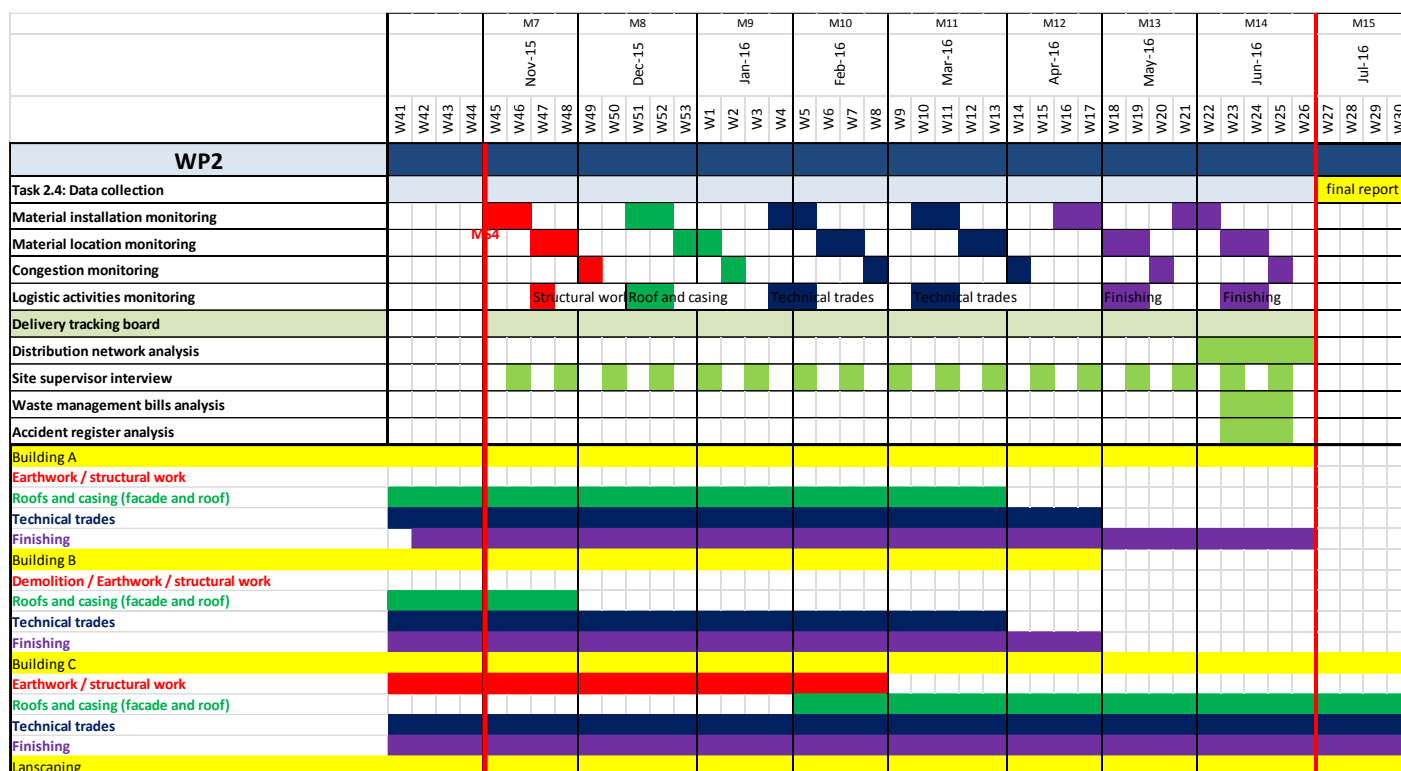 M7 M8 M9 M10 M11 M12 M13 M14 M15
Nov-15 Dec-15 Jan-16 Feb-16 Mar-16 Apr-16 May-16 Jun-16 Jul-16
W41 W42 W43 W44 W45 W46 W47 W48 W49 W50 W51 W52 W53 W1 W2 W3 W4 W5 W6 W7 W8 W9 W10 W11 W12 W13 W14 W15 W16 W17 W18 W19 W20 W21 W22 W23 W24 W25 W26 W27 W28 W29 W30
WP2
Task 2.4: Data collection final report
Material installation monitoring
MS4
Material location monitoring
Congestion monitoring
Logistic activities monitoring Structural work Roof and casing Technical trades Technical trades Finishing Finishing
Delivery tracking board
Distribution network analysis
Site supervisor interview
Waste management bills analysis
Accident register analysis
Building A
Earthwork / structural work
Roofs and casing (facade and roof)
Technical trades
Finishing
Building B
Demolition / Earthwork / structural work
Roofs and casing (facade and roof)
Technical trades
Finishing
Building C
Earthwork / structural work
Roofs and casing (facade and roof)
Technical trades
Finishing
Lanscaping